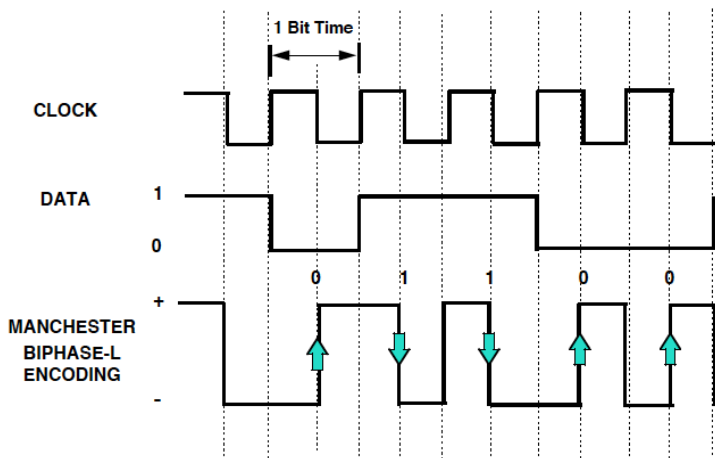 1 Bit Time
CLOCK
DATA
1
0
0 1 1 0 0
+
MANCHESTER
BIPHASE-L
ENCODING
-